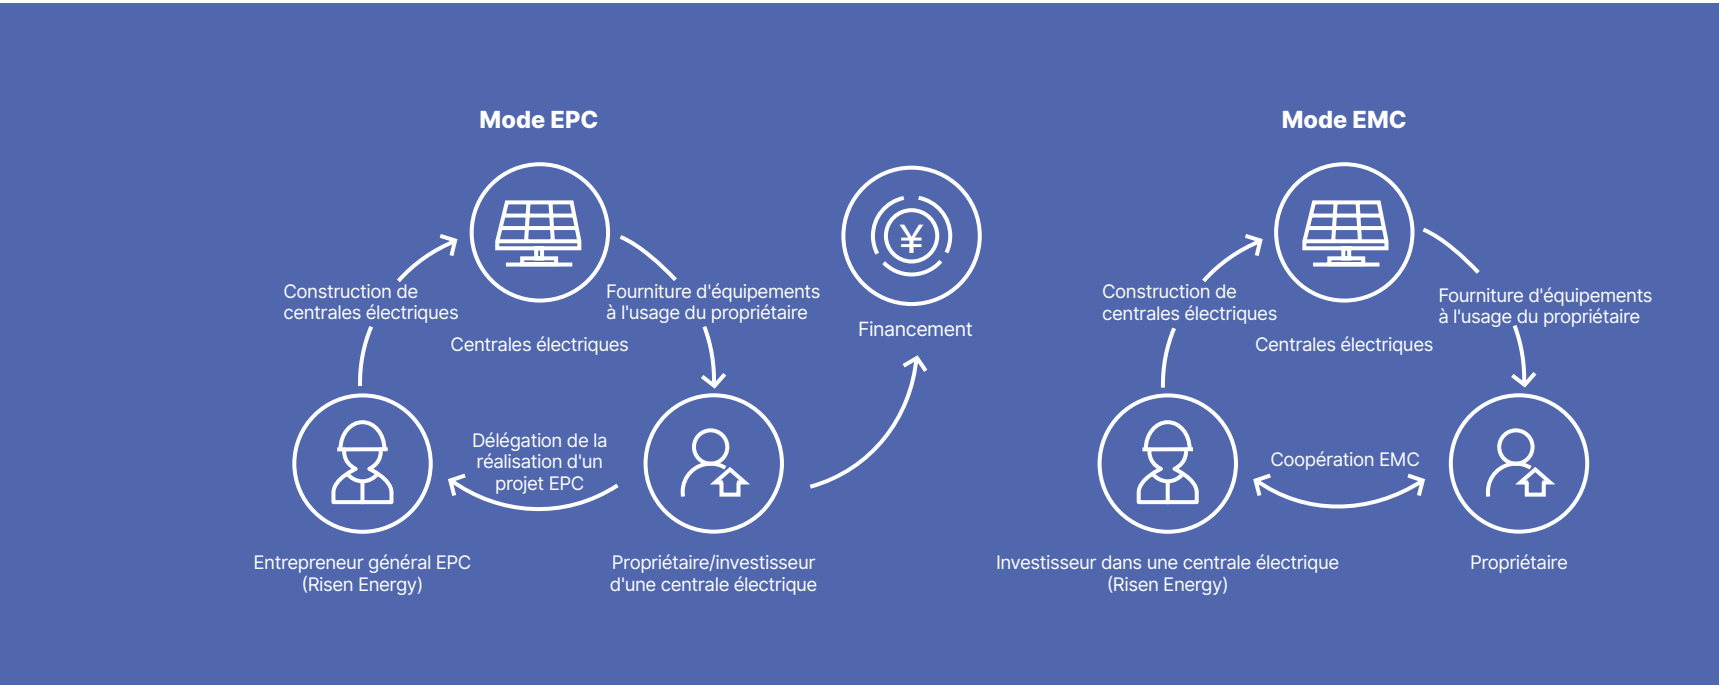 Mode EPC
Construction de
centrales électriques
Fourniture d'équipements
à l'usage du propriétaire
Centrales électriques
¥
Financement
Délégation de la
réalisation d'un
projet EPC
Entrepreneur général EPC
(Risen Energy)
Propriétaire/investisseur
d'une centrale électrique
Mode EMC
Construction de
centrales électriques
Fourniture d'équipements
à l'usage du propriétaire
Centrales électriques
Coopération EMC
Investisseur dans une centrale électrique
(Risen Energy)
Propriétaire